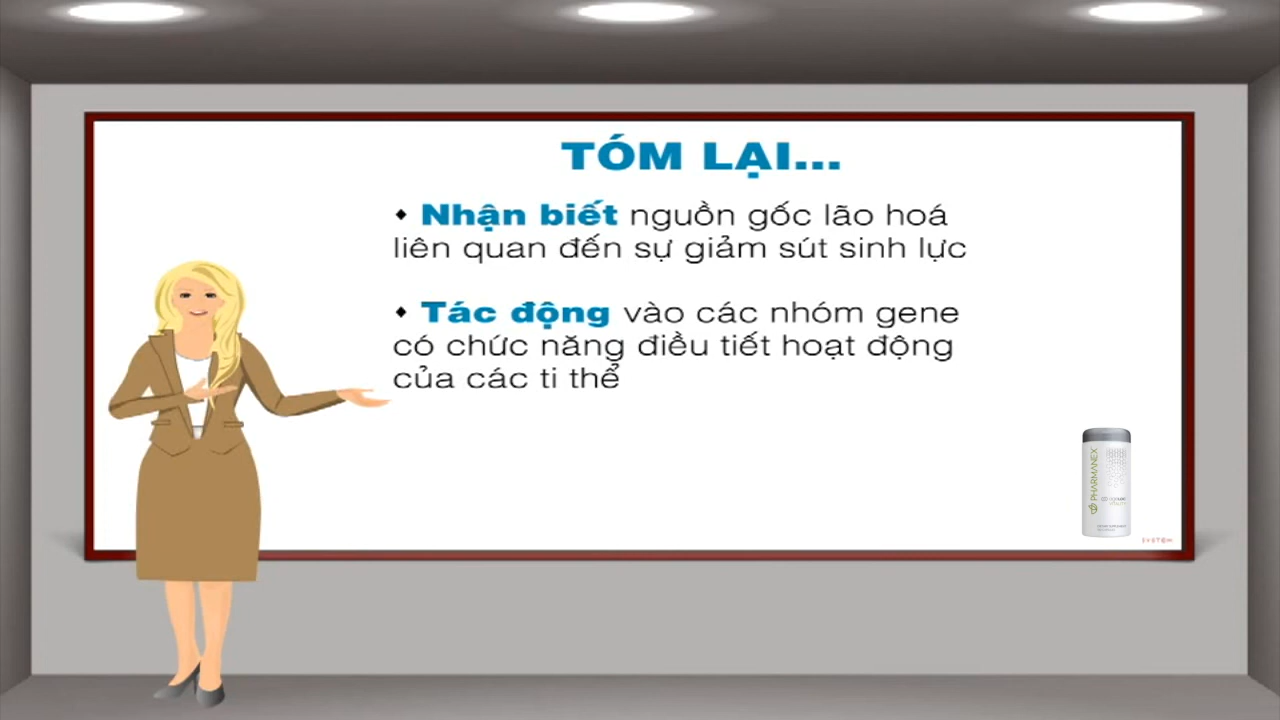 TÓM LẠI...
• Nhận biết nguồn gốc lão hoá
liên quan đến sự giảm sút sinh lực
• Tác động vào các nhóm gene
có chức năng điều tiết hoạt động
của các ti thể
PHARMANEX
SYSTEM